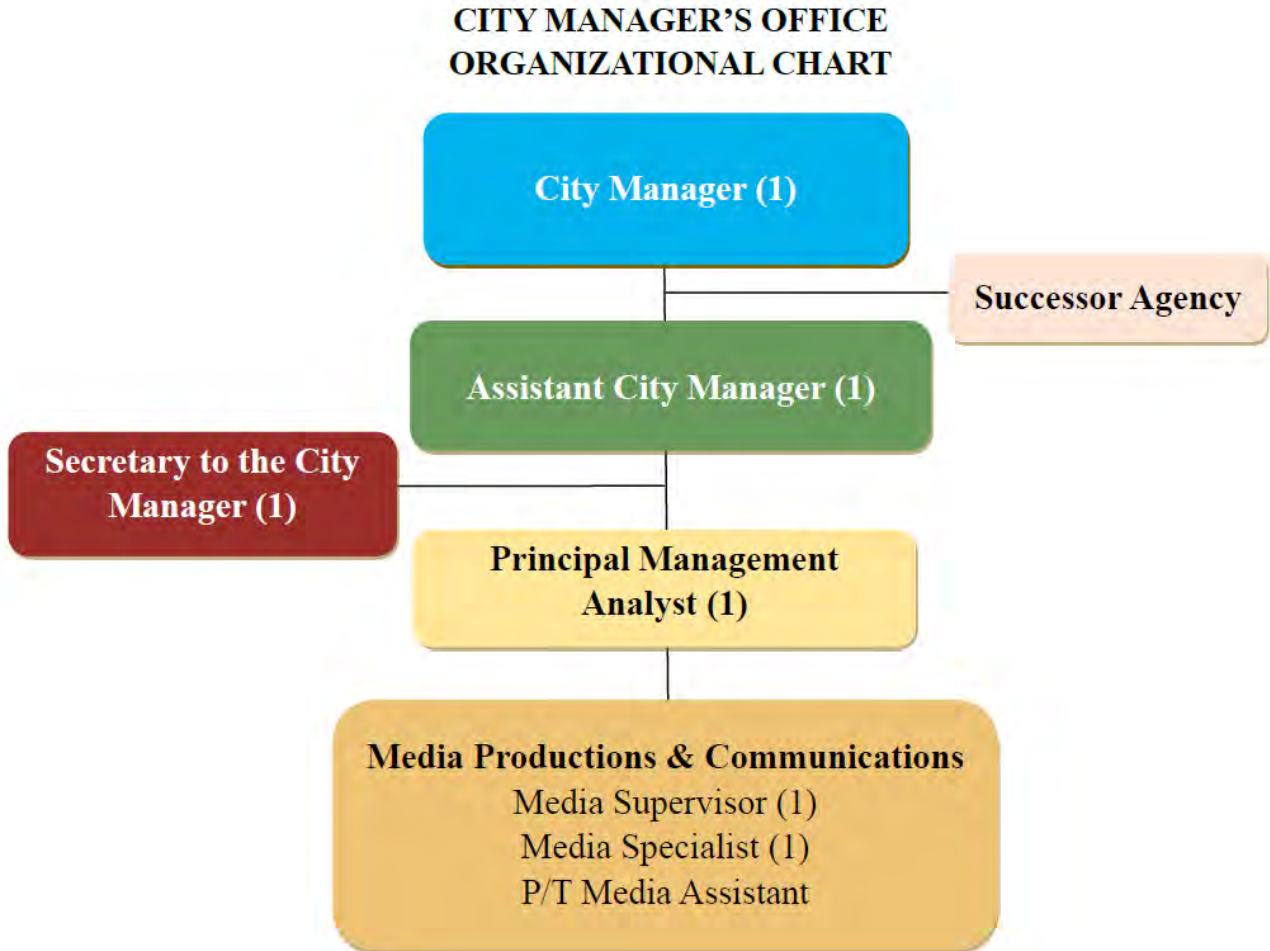 CITY MANAGER’S OFFICE
ORGANIZATIONAL CHART
City Manager (1)
Successor Agency
Assistant City Manager (1)
Secretary to the City
Manager (1)
Principal Management
Analyst (1)
Media Productions & Communications
Media Supervisor (1)
Media Specialist (1)
P/T Media Assistant